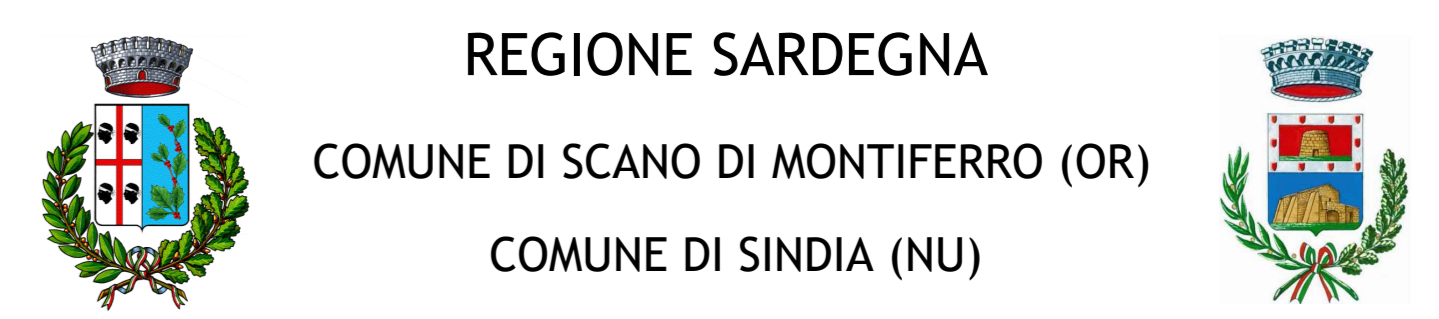 REGIONE SARDEGNA
COMUNE DI SCANO DI MONTIFERRO (OR)
COMUNE DI SINDIA (NU)